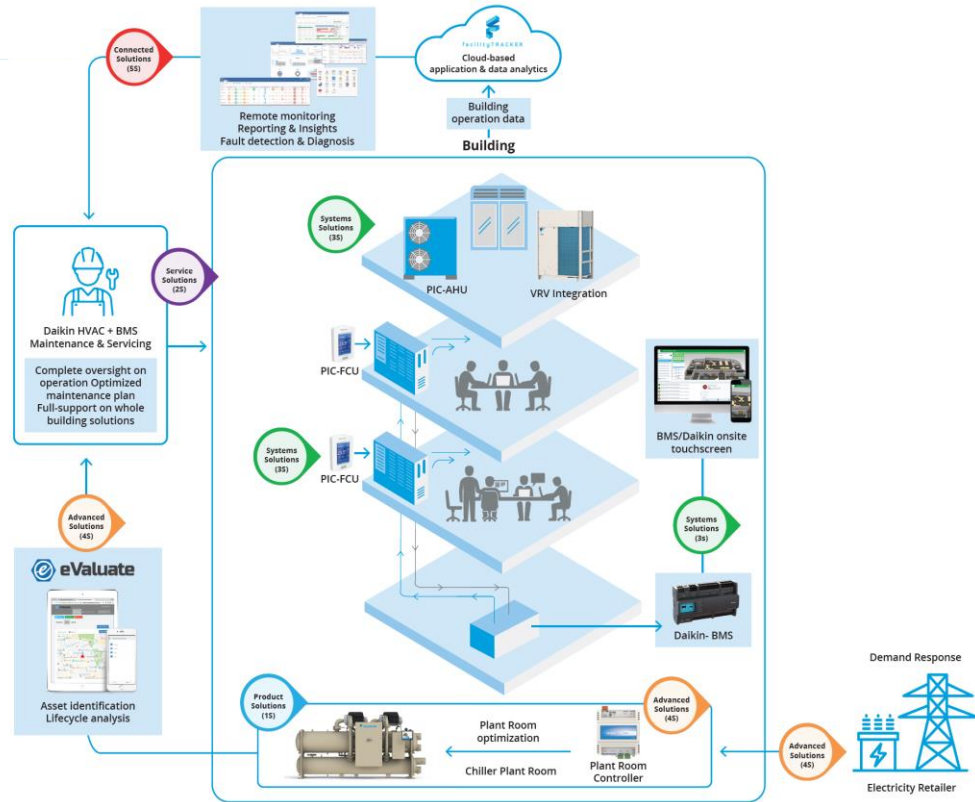 facilityTRACKER
Cloud-based
application & data analytics
Connected
Solutions
(5S)
Remote monitoring
Reporting & Insights
Fault detection & Diagnosis
Building
operation data
Building
Systems
Solutions
(3S)
PIC-AHU
VRV Integration
Service
Solutions
(2S)
Daikin HVAC + BMS
Maintenance & Servicing
Complete oversight on
operation Optimized
maintenance plan
Full-support on whole
building solutions
PIC-FCU
BMS/Daikin onsite
touchscreen
Systems
Solutions
(3S)
PIC-FCU
Advanced
Solutions
(4S)
Systems
Solutions
(3s)
eValuate
Daikin- BMS
Asset identification
Lifecycle analysis
Demand Response
Product
Solutions
(1S)
Advanced
Solutions
(4S)
Plant Room
optimization
Chiller Plant Room
Plant Room
Controller
Advanced
Solutions
(4S)
Electricity Retailer